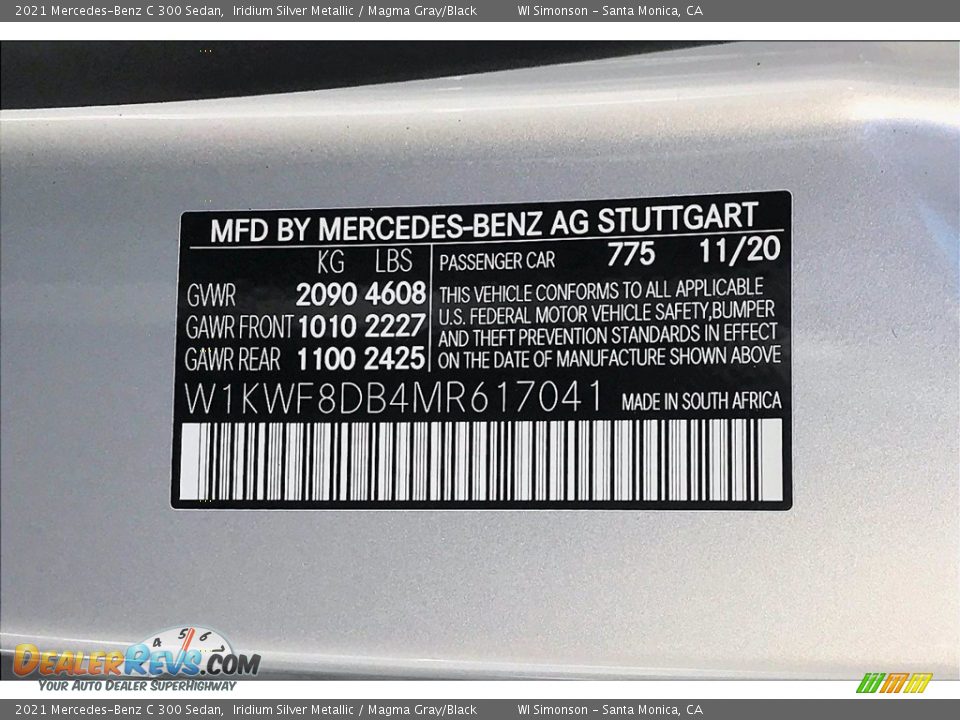 2021 Mercedes-Benz C 300 Sedan,  Iridium Silver Metallic / Magma Gray/Black WI Simonson - Santa Monica, CA
MFD BY MERCEDES-BENZ AG STUTTGART
KG LBS PASSENGER CAR 775 11/20
GVWR 2090 4608 THIS VEHICLE CONFORMS TO ALL APPLICABLE
GAWR FRONT 1010 2227 U.S. FEDERAL MOTOR VEHICLE SAFETY,BUMPER
AND THEFT PREVENTION STANDARDS IN EFFECT
GAWR REAR 1100 2425 ON THE DATE OF MANUFACTURE SHOWN ABOVE
W1KWF8DB4MR617041 MADE IN SOUTH AFRICA
4 5 6 7
DEALERREVS.COM
YOUR AUTO DEALER SUPERHIGHWAY
2021 Mercedes-Benz C 300 Sedan,  Iridium Silver Metallic / Magma Gray/Black WI Simonson - Santa Monica, CA